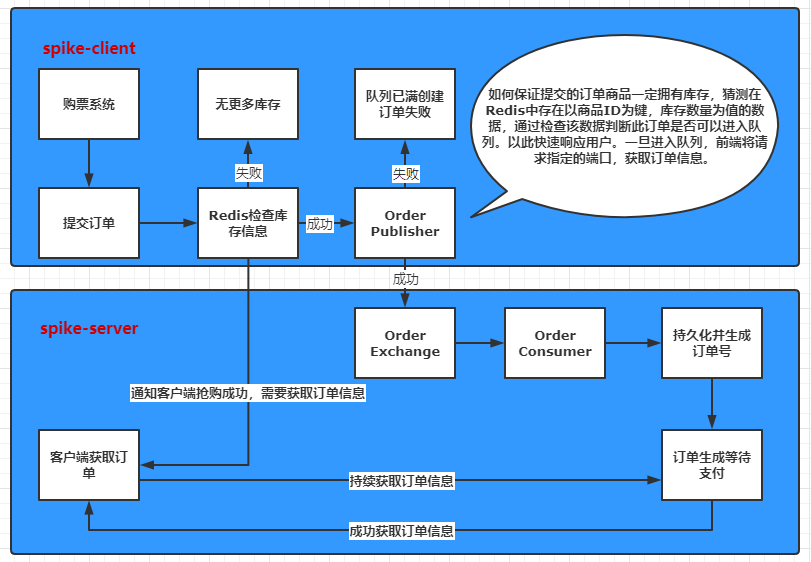 spike-client
购票系统
无更多库存
队列已满创建
订单失败
如何保证提交的订单商品一定拥有库存，猜测在
Redis中存在以商品ID为键，库存数量为值的数
据，通过检查该数据判断此订单是否可以进入队
列。以此快速响应用户。一旦进入队列，前端将请
求指定的端口，获取订单信息。
失败
失败
提交订单
Redis检查库
存信息
成功
Order
Publisher
成功
spike-server
Order
Exchange
Order
Consumer
持久化并生成
订单号
通知客户端抢购成功，需要获取订单信息
客户端获取订
单
持续获取订单信息
订单生成等待
支付
成功获取订单信息